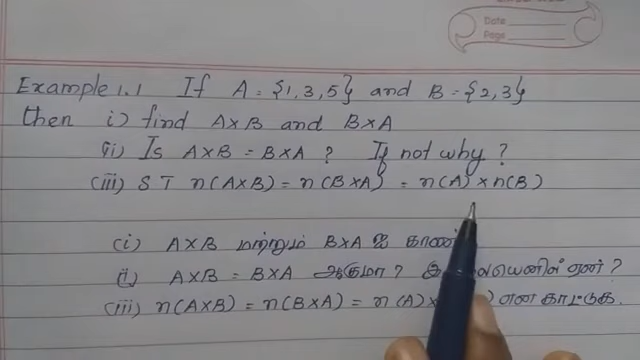 Date
Page
Example 1.1 If A = {1, 3, 5} and B = {2, 3}
then i) find A×B and B×A
(ii) Is A×B = B×A ? If not why ?
(iii) S T n(A×B) = n(B×A) = n(A) × n(B)
(i) A×B மற்றும் B×A ஐ காண்
ii) A×B = B×A ஆகுமா ? ஏன் ?
(iii) n(A×B) = n(B×A) = n(A) × ) என காட்டுக.